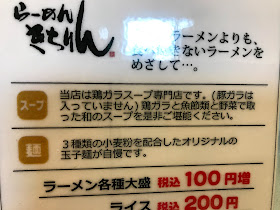 らーめん
きちりん
ラーメンよりも、
きないラーメンを
めざして…。
スープ
当店は鶏ガラスープ専門店です。(豚ガラは
入っていません)鶏ガラと魚節類と野菜で
取った和のスープを是非ご堪能ください。
麺
3種類の小麦粉を配合したオリジナルの
玉子麺が自慢です。
ラーメン各種大盛 税込100円増
ライス 税込200円